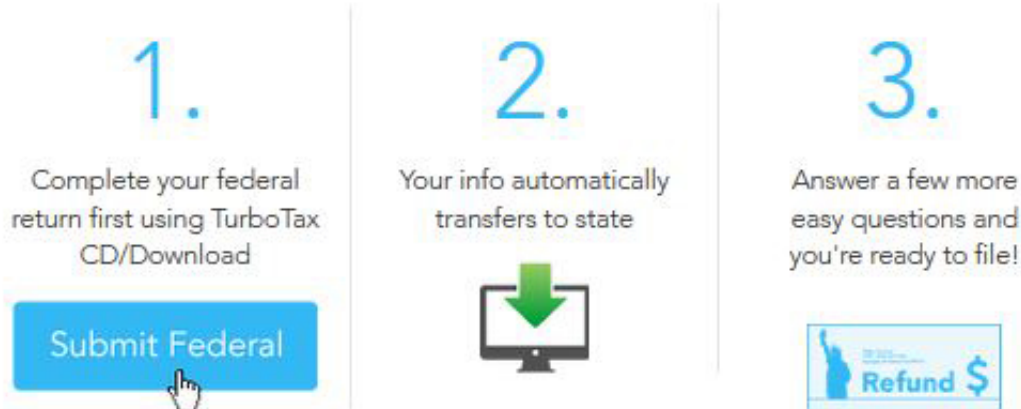 1.
Complete your federal
return first using TurboTax
CD/Download
Submit Federal
2.
Your info automatically
transfers to state
3.
Answer a few more
easy questions and
you're ready to file!
Refund $